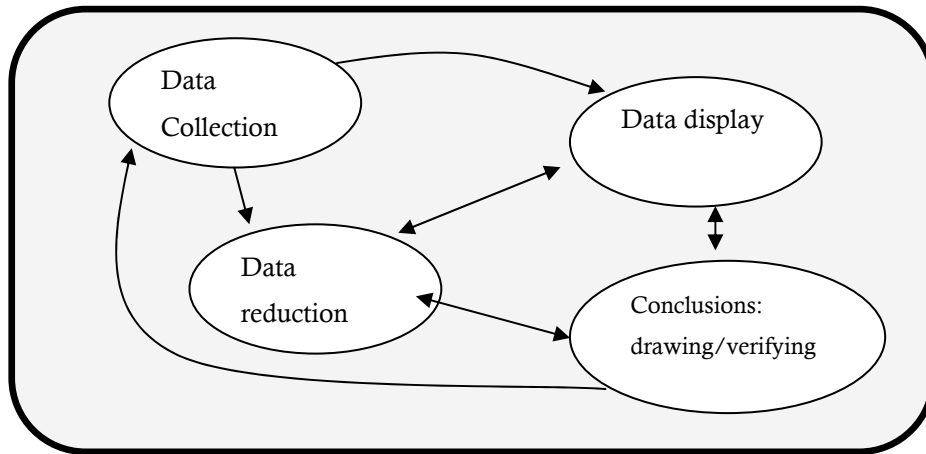 Data
Collection
Data display
Data
reduction
Conclusions:
drawing/verifying